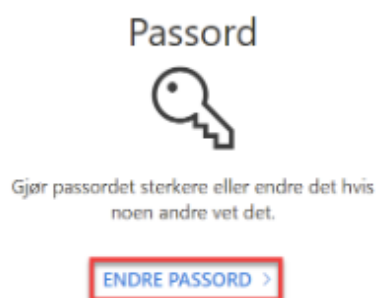 Passord
Gjør passordet sterkere eller endre det hvis
noen andre vet det.
ENDRE PASSORD >